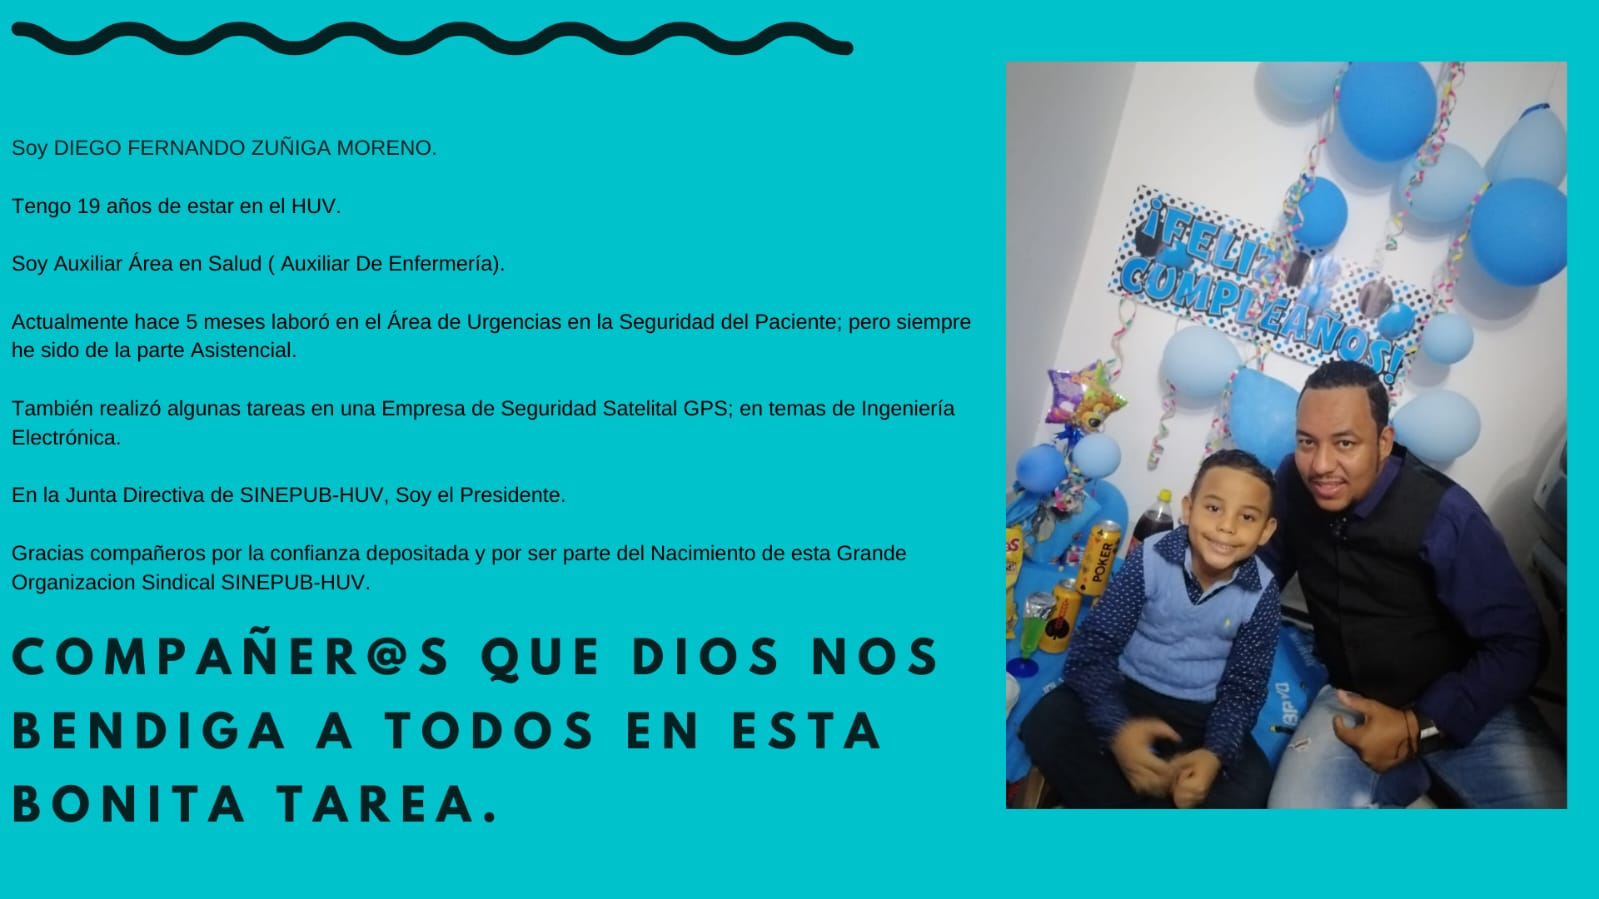 Soy DIEGO FERNANDO ZUÑIGA MORENO.
Tengo 19 años de estar en el HUV.
Soy Auxiliar Área en Salud ( Auxiliar De Enfermería).
Actualmente hace 5 meses laboró en el Área de Urgencias en la Seguridad del Paciente; pero siempre
he sido de la parte Asistencial.
También realizó algunas tareas en una Empresa de Seguridad Satelital GPS; en temas de Ingeniería
Electrónica.
En la Junta Directiva de SINEPUB-HUV, Soy el Presidente.
Gracias compañeros por la confianza depositada y por ser parte del Nacimiento de esta Grande
Organizacion Sindical SINEPUB-HUV.
COMPAÑER@S QUE DIOS NOS
BENDIGA A TODOS EN ESTA
BONITA TAREA.
¡FELIZ
CUMPLEAÑOS!
POKER